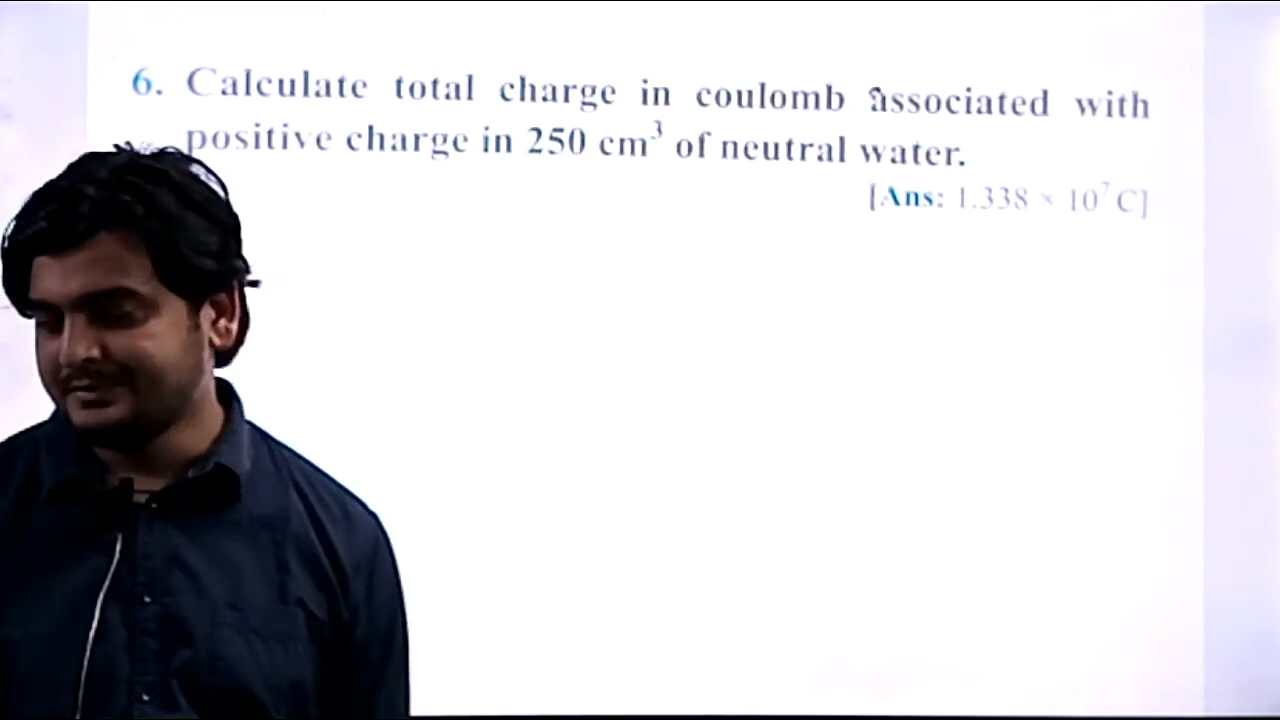 6. Calculate total charge in coulomb associated with
positive charge in 250 cm³ of neutral water.
[Ans: 1.338 × 10⁷ C]